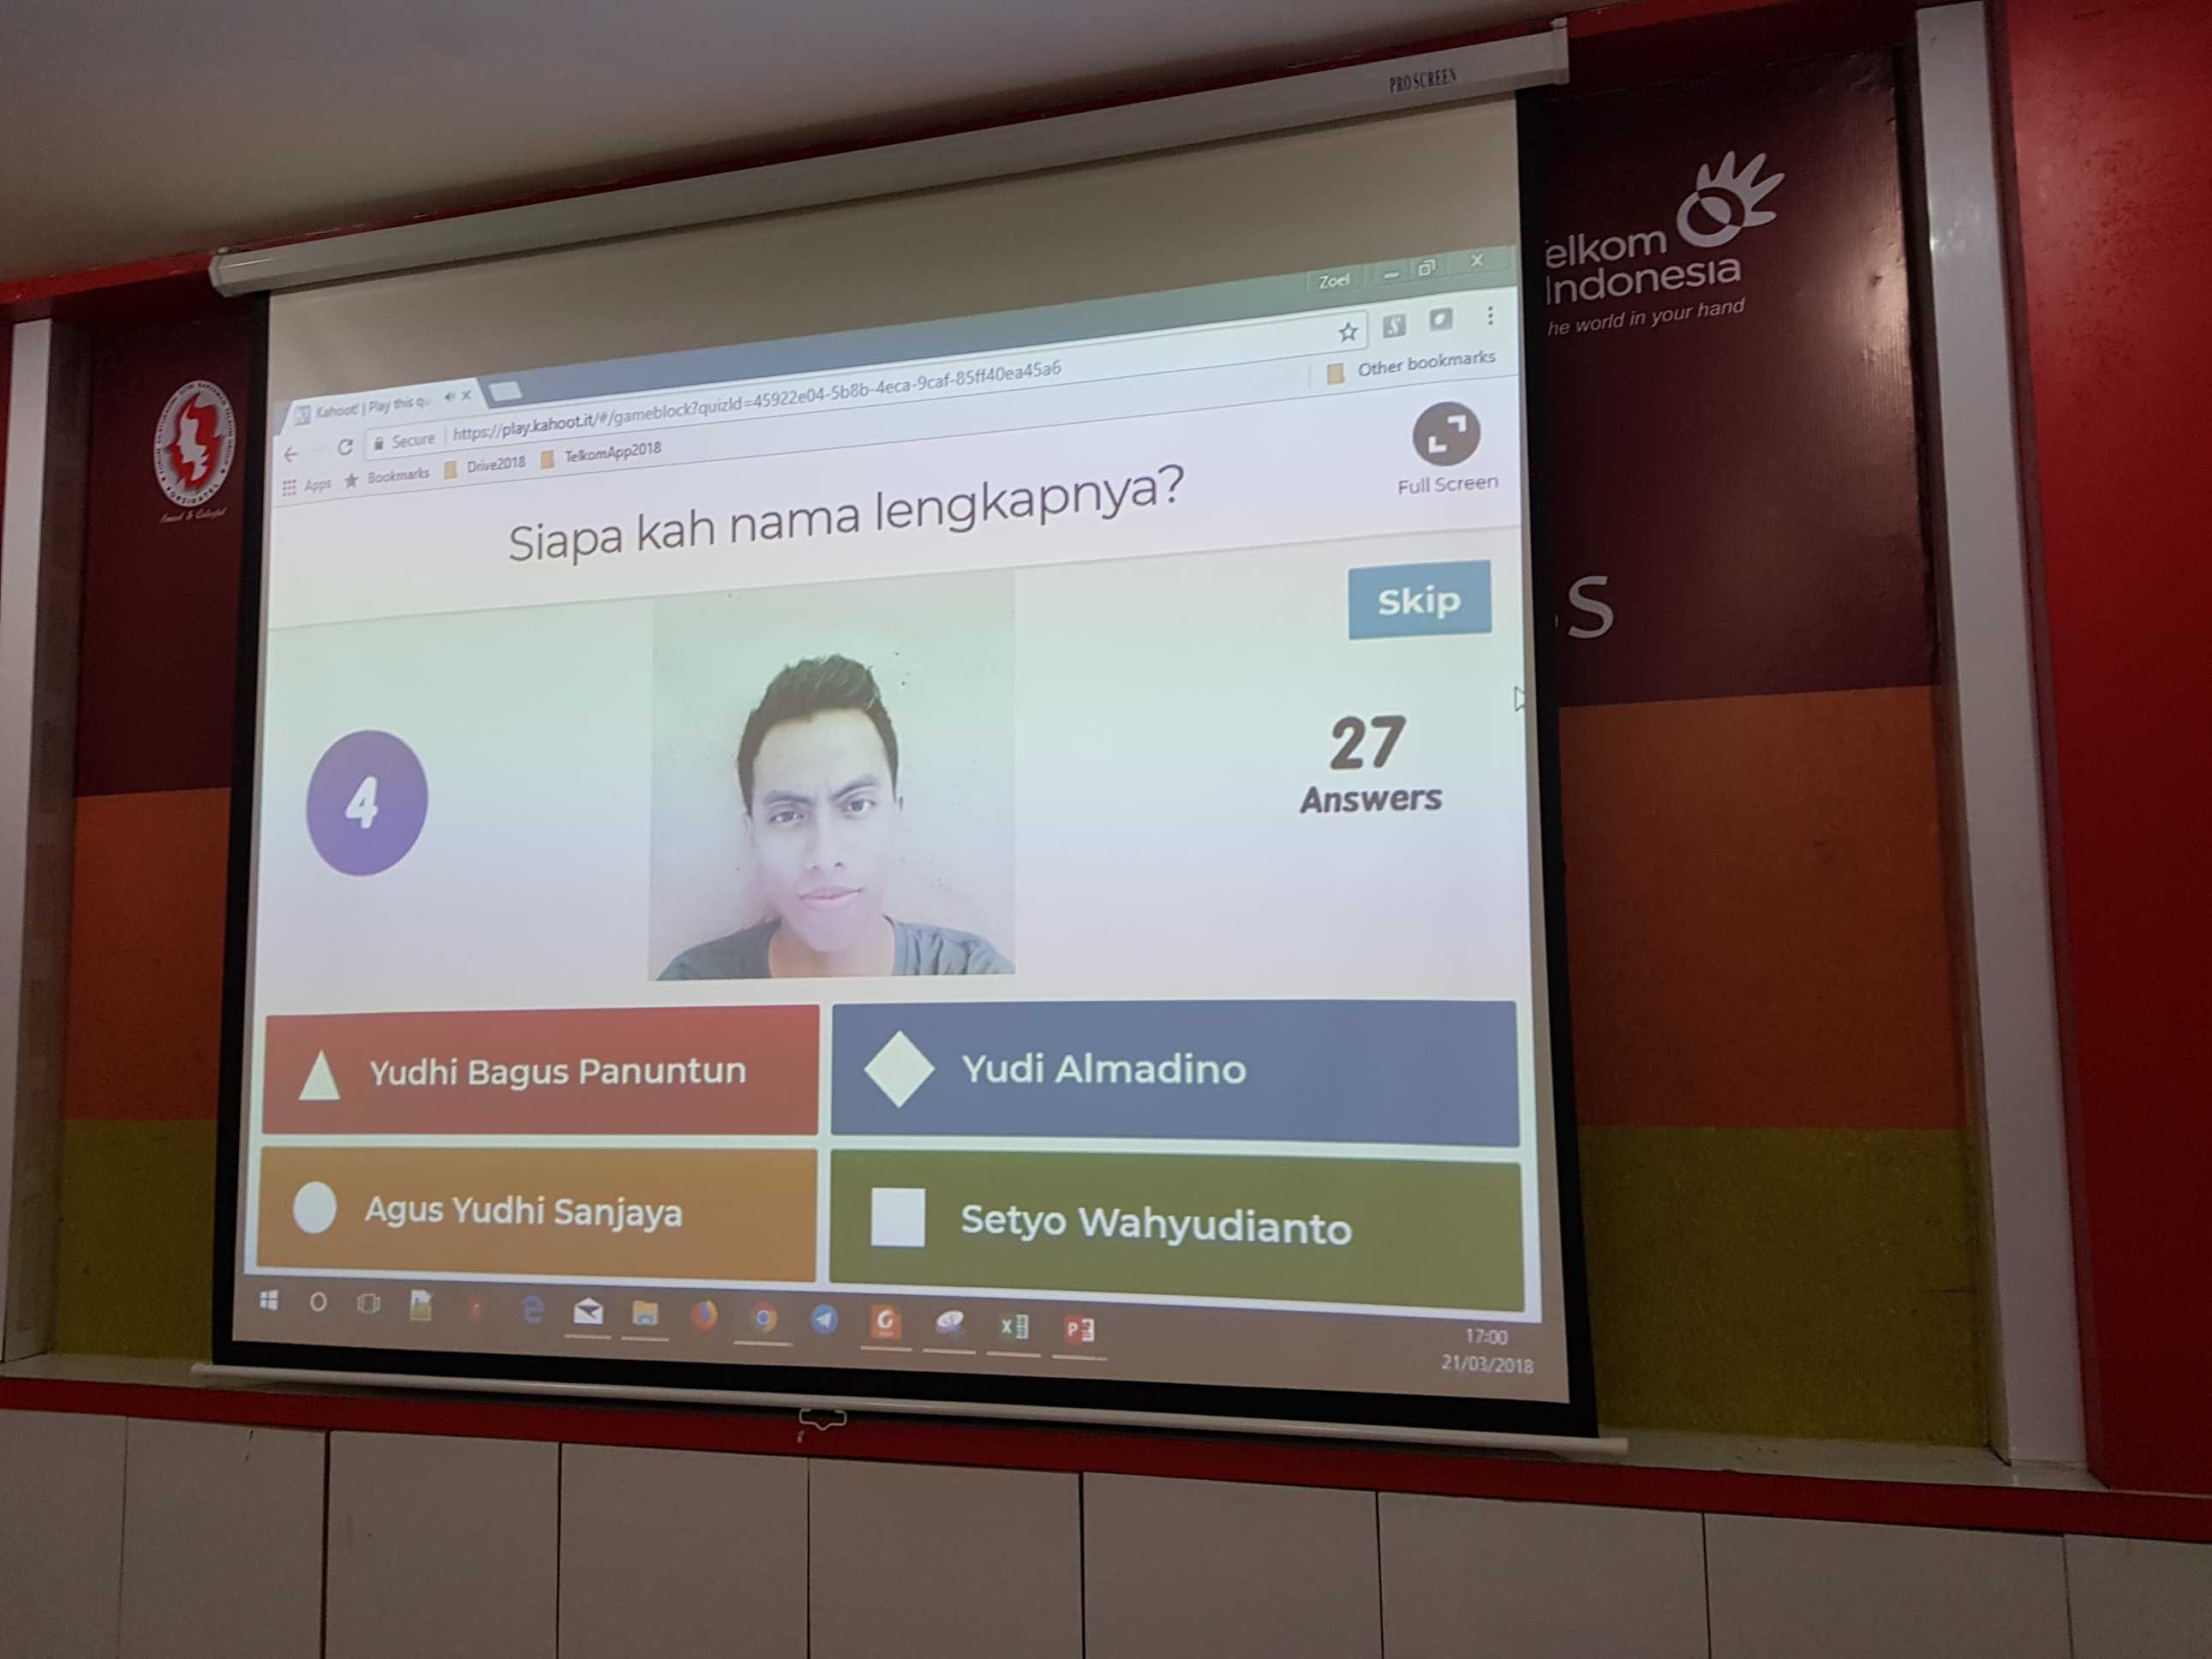 PROSCREEN
elkom
Indonesia
he world in your hand
S
Zoel
Kahoot! | Play this q
Secure
https://play.kahoot.it/#/gameblock?quizId=45922e04-5b8b-4eca-9caf-85ff40ea45a6
Apps
Bookmarks
Drive2018
TelkomApp2018
Other bookmarks
Siapa kah nama lengkapnya?
Full Screen
Skip
4
27
Answers
Yudhi Bagus Panuntun
Yudi Almadino
Agus Yudhi Sanjaya
Setyo Wahyudianto
17:00
21/03/2018